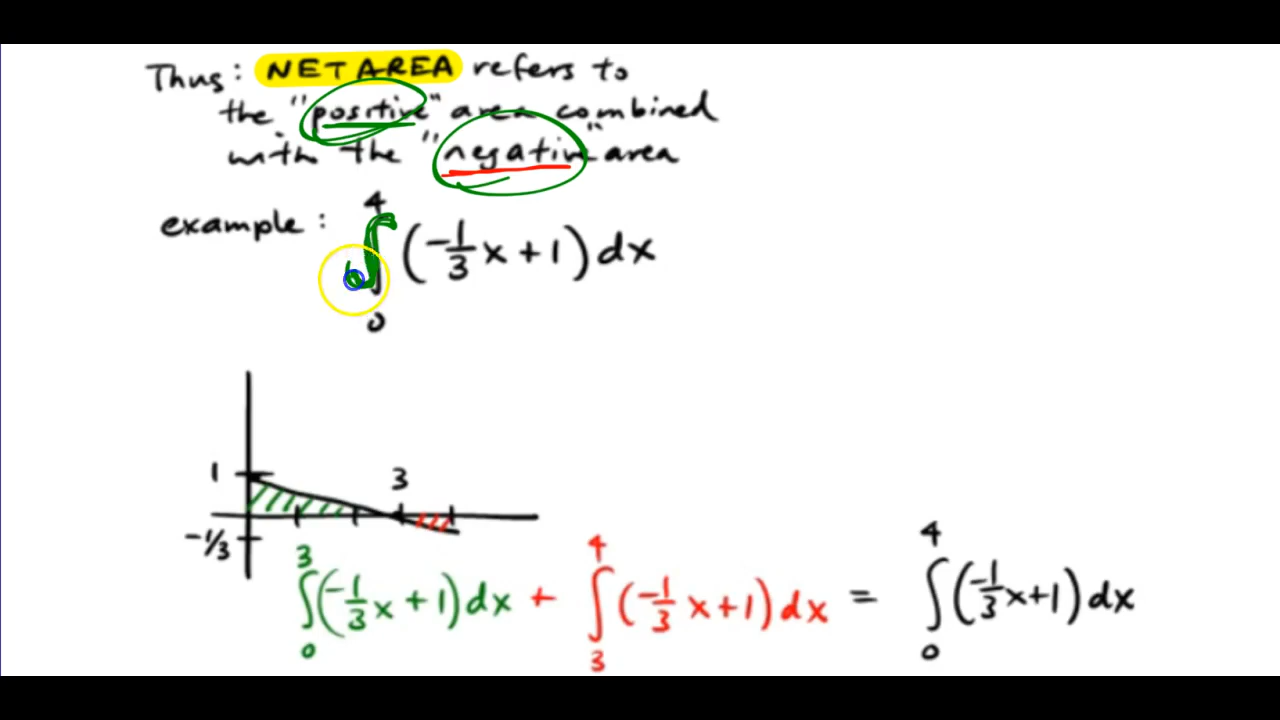 Thus: NET AREA refers to
the "positive" area combined
with the "negative" area
example: ∫₀⁴ (-1/3 x + 1) dx
1
3
-1/3
∫₀³ (-1/3 x + 1) dx + ∫₃⁴ (-1/3 x + 1) dx = ∫₀⁴ (-1/3 x + 1) dx